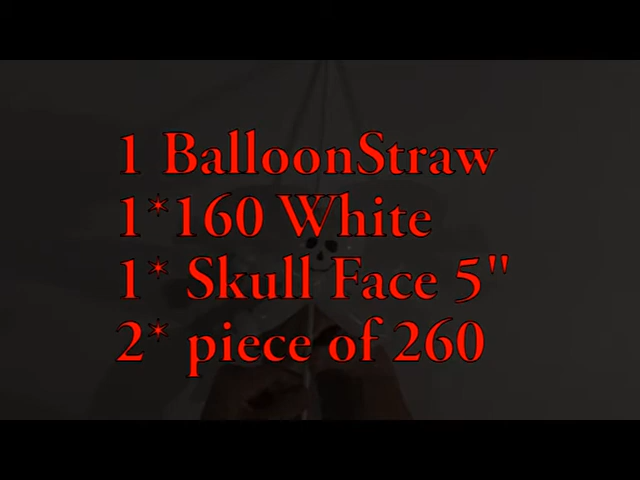 1 BalloonStraw
1*160 White
1* Skull Face 5"
2* piece of 260